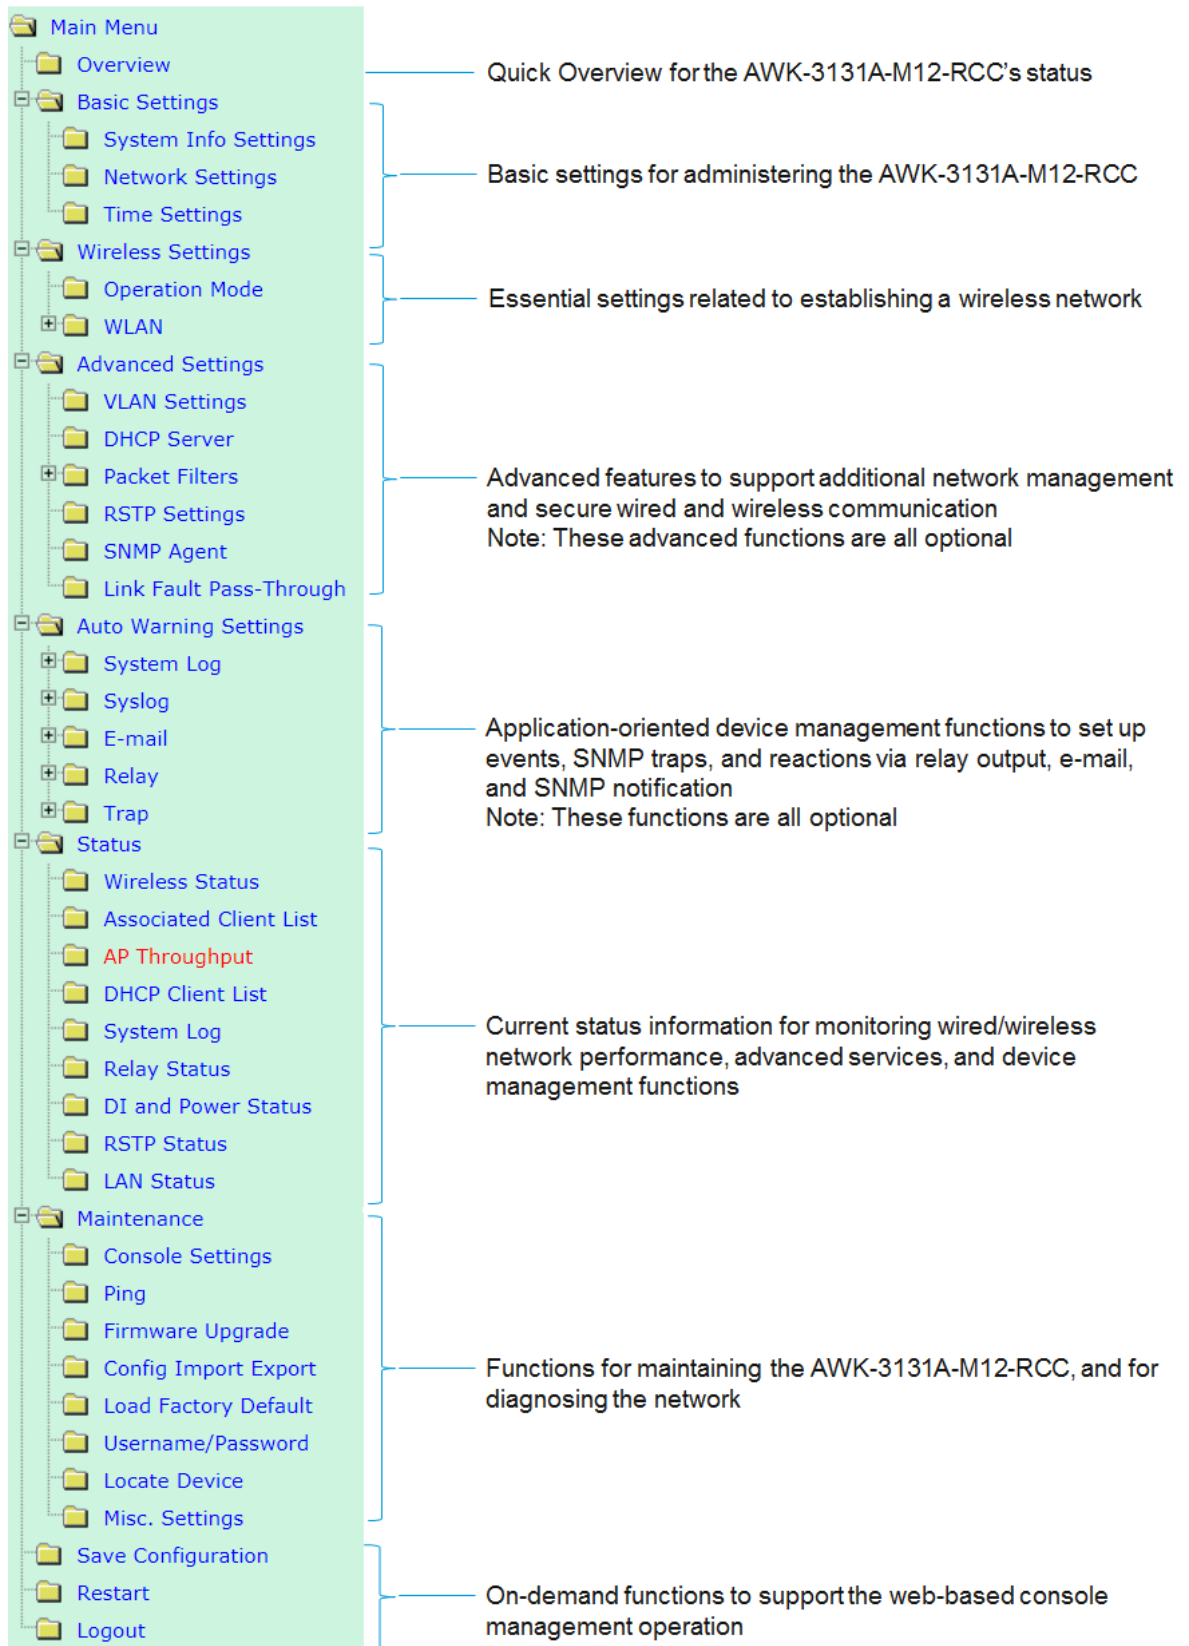 Main Menu
Overview
Quick Overview for the AWK-3131A-M12-RCC's status
Basic Settings
System Info Settings
Network Settings
Time Settings
Basic settings for administering the AWK-3131A-M12-RCC
Wireless Settings
Operation Mode
WLAN
Essential settings related to establishing a wireless network
Advanced Settings
VLAN Settings
DHCP Server
Packet Filters
RSTP Settings
SNMP Agent
Link Fault Pass-Through
Advanced features to support additional network management
and secure wired and wireless communication
Note: These advanced functions are all optional
Auto Warning Settings
System Log
Syslog
E-mail
Relay
Trap
Application-oriented device management functions to set up
events, SNMP traps, and reactions via relay output, e-mail,
and SNMP notification
Note: These functions are all optional
Status
Wireless Status
Associated Client List
AP Throughput
DHCP Client List
System Log
Relay Status
DI and Power Status
RSTP Status
LAN Status
Current status information for monitoring wired/wireless
network performance, advanced services, and device
management functions
Maintenance
Console Settings
Ping
Firmware Upgrade
Config Import Export
Load Factory Default
Username/Password
Locate Device
Misc. Settings
Functions for maintaining the AWK-3131A-M12-RCC, and for
diagnosing the network
Save Configuration
Restart
Logout
On-demand functions to support the web-based console
management operation